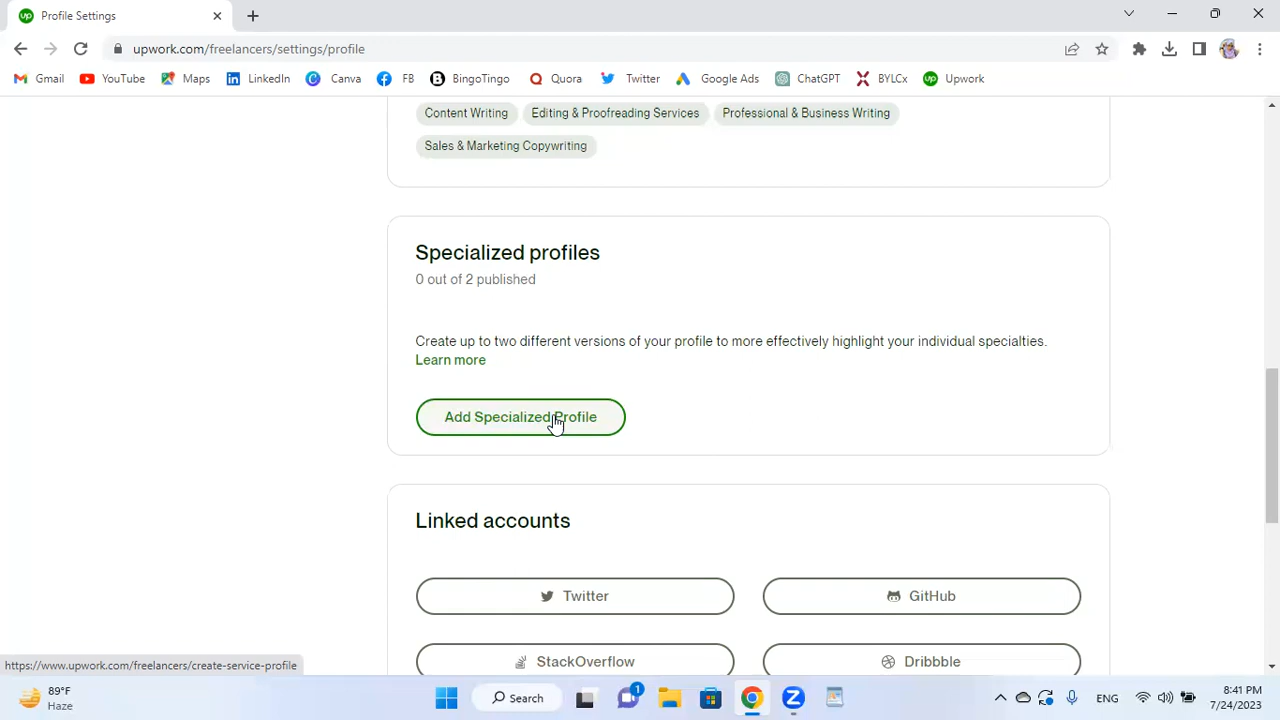 Profile Settings
upwork.com/freelancers/settings/profile
Gmail YouTube Maps LinkedIn Canva FB BingoTingo Quora Twitter Google Ads ChatGPT BYLCx Upwork
Content Writing Editing & Proofreading Services Professional & Business Writing
Sales & Marketing Copywriting
Specialized profiles
0 out of 2 published
Create up to two different versions of your profile to more effectively highlight your individual specialties.
Learn more
Add Specialized Profile
Linked accounts
Twitter GitHub
StackOverflow Dribbble
https://www.upwork.com/freelancers/create-service-profile
89°F
Haze
Search
1
ENG
8:41 PM
7/24/2023